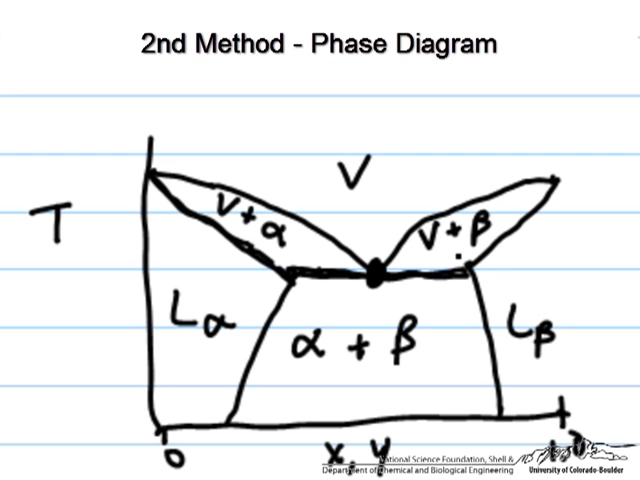 2nd Method - Phase Diagram
V
T
V + α
V + β
Lα
α + β
Lβ
0
x, y
National Science Foundation, Shell &
Department of Chemical and Biological Engineering
University of Colorado-Boulder